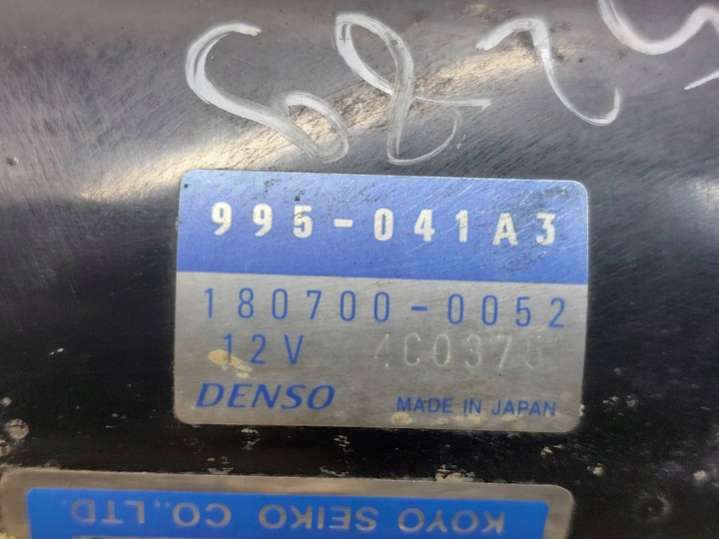 995-041A3
180700-0052
12V
DENSO MADE IN JAPAN
KOYO SEIKO CO.,LTD.